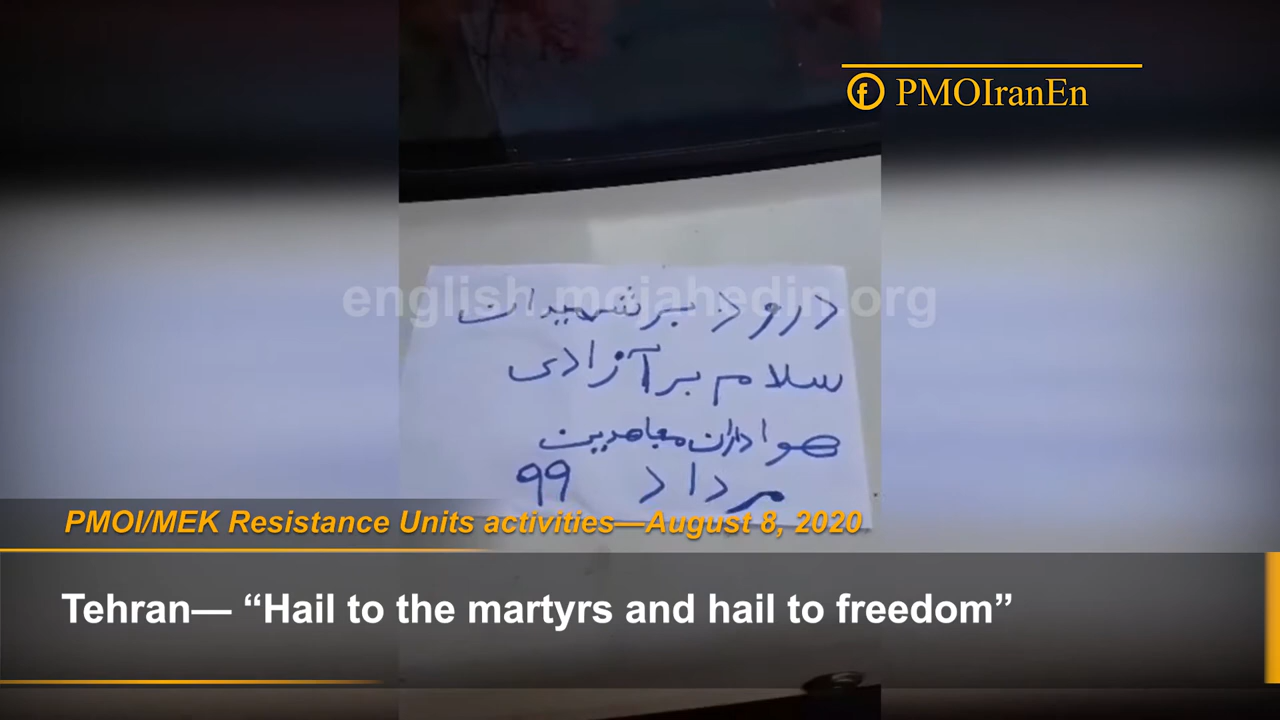 PMOIranEn
english.mojahedin.org
درود بر شهیدان
سلام بر آزادی
هواداران مجاهدین
مرداد 99
PMOI/MEK Resistance Units activities—August 8, 2020
Tehran— “Hail to the martyrs and hail to freedom”